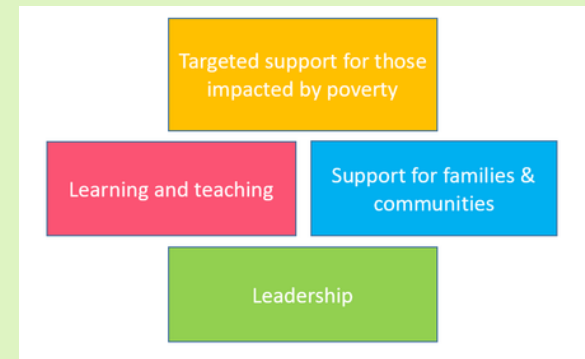 Targeted support for those
impacted by poverty
Learning and teaching
Support for families &
communities
Leadership